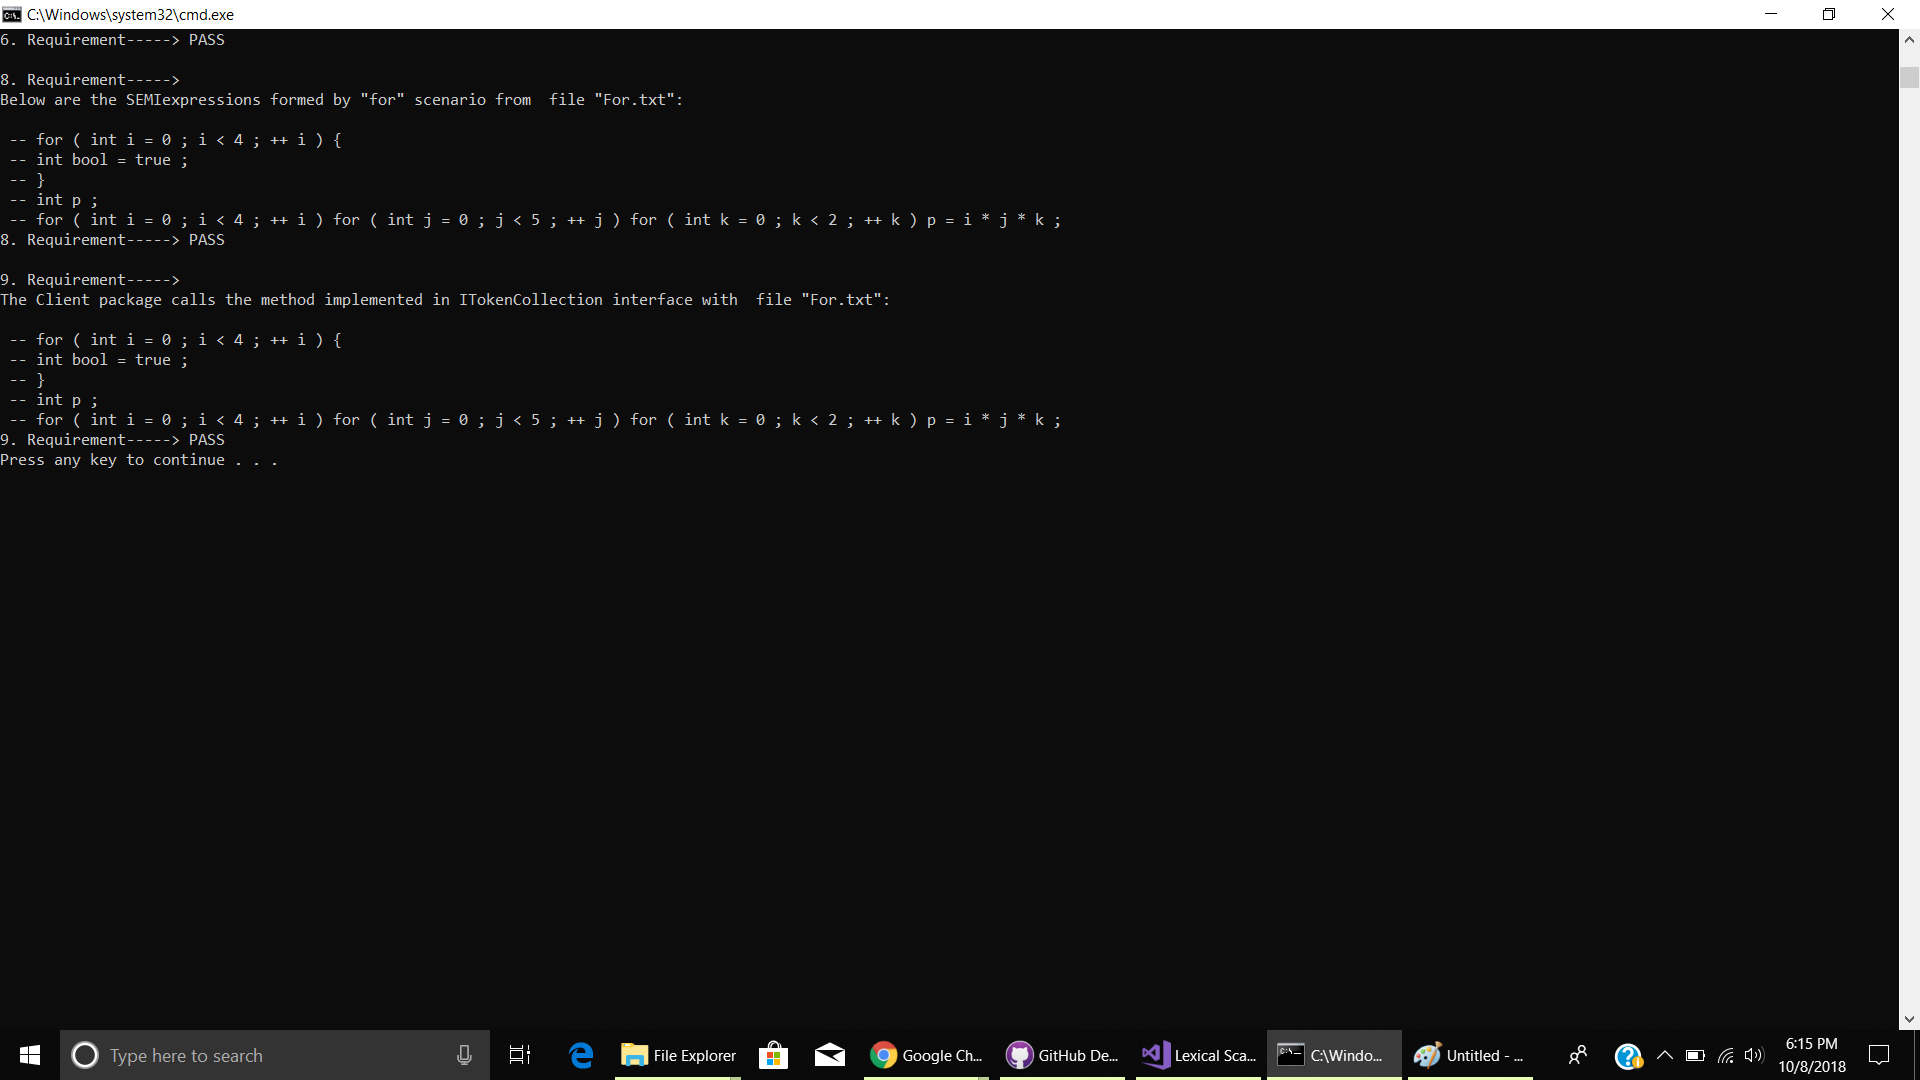 C:\Windows\system32\cmd.exe
6. Requirement-----> PASS
8. Requirement----->
Below are the SEMIexpressions formed by "for" scenario from  file "For.txt":
-- for ( int i = 0 ; i < 4 ; ++ i ) {
-- int bool = true ;
-- }
-- int p ;
-- for ( int i = 0 ; i < 4 ; ++ i ) for ( int j = 0 ; j < 5 ; ++ j ) for ( int k = 0 ; k < 2 ; ++ k ) p = i * j * k ;
8. Requirement-----> PASS
9. Requirement----->
The Client package calls the method implemented in ITokenCollection interface with  file "For.txt":
-- for ( int i = 0 ; i < 4 ; ++ i ) {
-- int bool = true ;
-- }
-- int p ;
-- for ( int i = 0 ; i < 4 ; ++ i ) for ( int j = 0 ; j < 5 ; ++ j ) for ( int k = 0 ; k < 2 ; ++ k ) p = i * j * k ;
9. Requirement-----> PASS
Press any key to continue . . .
Type here to search
File Explorer
Google Ch...
GitHub De...
Lexical Sca...
C:\Windo...
Untitled - ...
6:15 PM
10/8/2018